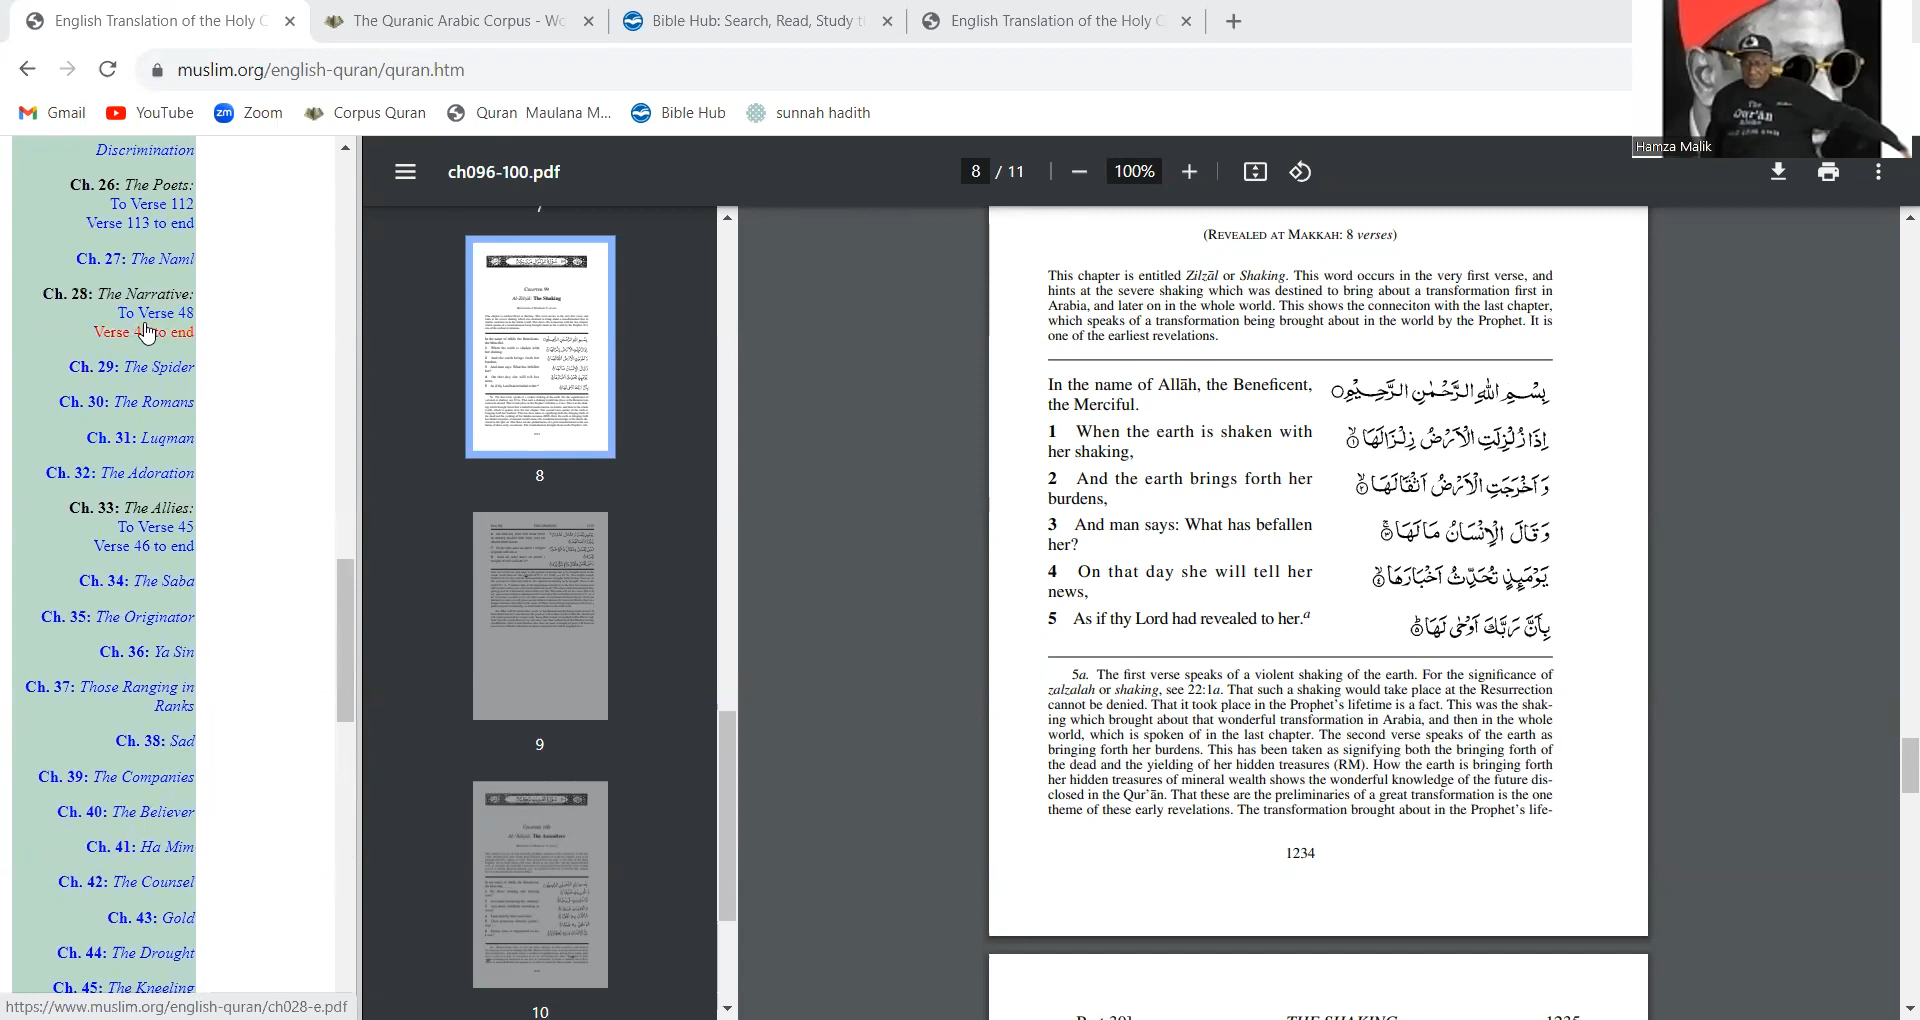 English Translation of the Holy C
The Quranic Arabic Corpus - Wo
Bible Hub: Search, Read, Study t
English Translation of the Holy C
muslim.org/english-quran/quran.htm
Gmail
YouTube
Zoom
Corpus Quran
Quran Maulana M...
Bible Hub
sunnah hadith
The
Qur'an
Hamza Malik
Discrimination
Ch. 26: The Poets:
To Verse 112
Verse 113 to end
Ch. 27: The Naml
Ch. 28: The Narrative:
To Verse 48
Verse 4 to end
Ch. 29: The Spider
Ch. 30: The Romans
Ch. 31: Luqman
Ch. 32: The Adoration
Ch. 33: The Allies:
To Verse 45
Verse 46 to end
Ch. 34: The Saba
Ch. 35: The Originator
Ch. 36: Ya Sin
Ch. 37: Those Ranging in
Ranks
Ch. 38: Sad
Ch. 39: The Companies
Ch. 40: The Believer
Ch. 41: Ha Mim
Ch. 42: The Counsel
Ch. 43: Gold
Ch. 44: The Drought
Ch. 45: The Kneeling
https://www.muslim.org/english-quran/ch028-e.pdf
ch096-100.pdf
8 / 11
100%
8
9
10
(REVEALED AT MAKKAH: 8 verses)
This chapter is entitled Zilzāl or Shaking. This word occurs in the very first verse, and
hints at the severe shaking which was destined to bring about a transformation first in
Arabia, and later on in the whole world. This shows the conneciton with the last chapter,
which speaks of a transformation being brought about in the world by the Prophet. It is
one of the earliest revelations.
In the name of Allāh, the Beneficent,
the Merciful.
بِسْمِ اللّٰهِ الرَّحْمٰنِ الرَّحِيْمِ
1 When the earth is shaken with
her shaking,
اِذَا زُلْزِلَتِ الْاَرْضُ زِلْزَالَهَا ۙ۱
2 And the earth brings forth her
burdens,
وَ اَخْرَجَتِ الْاَرْضُ اَثْقَالَهَا ۙ۲
3 And man says: What has befallen
her?
وَ قَالَ الْاِنْسَانُ مَا لَهَا ۚ۳
4 On that day she will tell her
news,
يَوْمَئِذٍ تُحَدِّثُ اَخْبَارَهَا ۙ۴
5 As if thy Lord had revealed to her.a
بِاَنَّ رَبَّكَ اَوْحٰى لَهَا ۵
5a. The first verse speaks of a violent shaking of the earth. For the significance of
zalzalah or shaking, see 22:1a. That such a shaking would take place at the Resurrection
cannot be denied. That it took place in the Prophet's lifetime is a fact. This was the shak-
ing which brought about that wonderful transformation in Arabia, and then in the whole
world, which is spoken of in the last chapter. The second verse speaks of the earth as
bringing forth her burdens. This has been taken as signifying both the bringing forth of
the dead and the yielding of her hidden treasures (RM). How the earth is bringing forth
her hidden treasures of mineral wealth shows the wonderful knowledge of the future dis-
closed in the Qur'ān. That these are the preliminaries of a great transformation is the one
theme of these early revelations. The transformation brought about in the Prophet's life-
1234